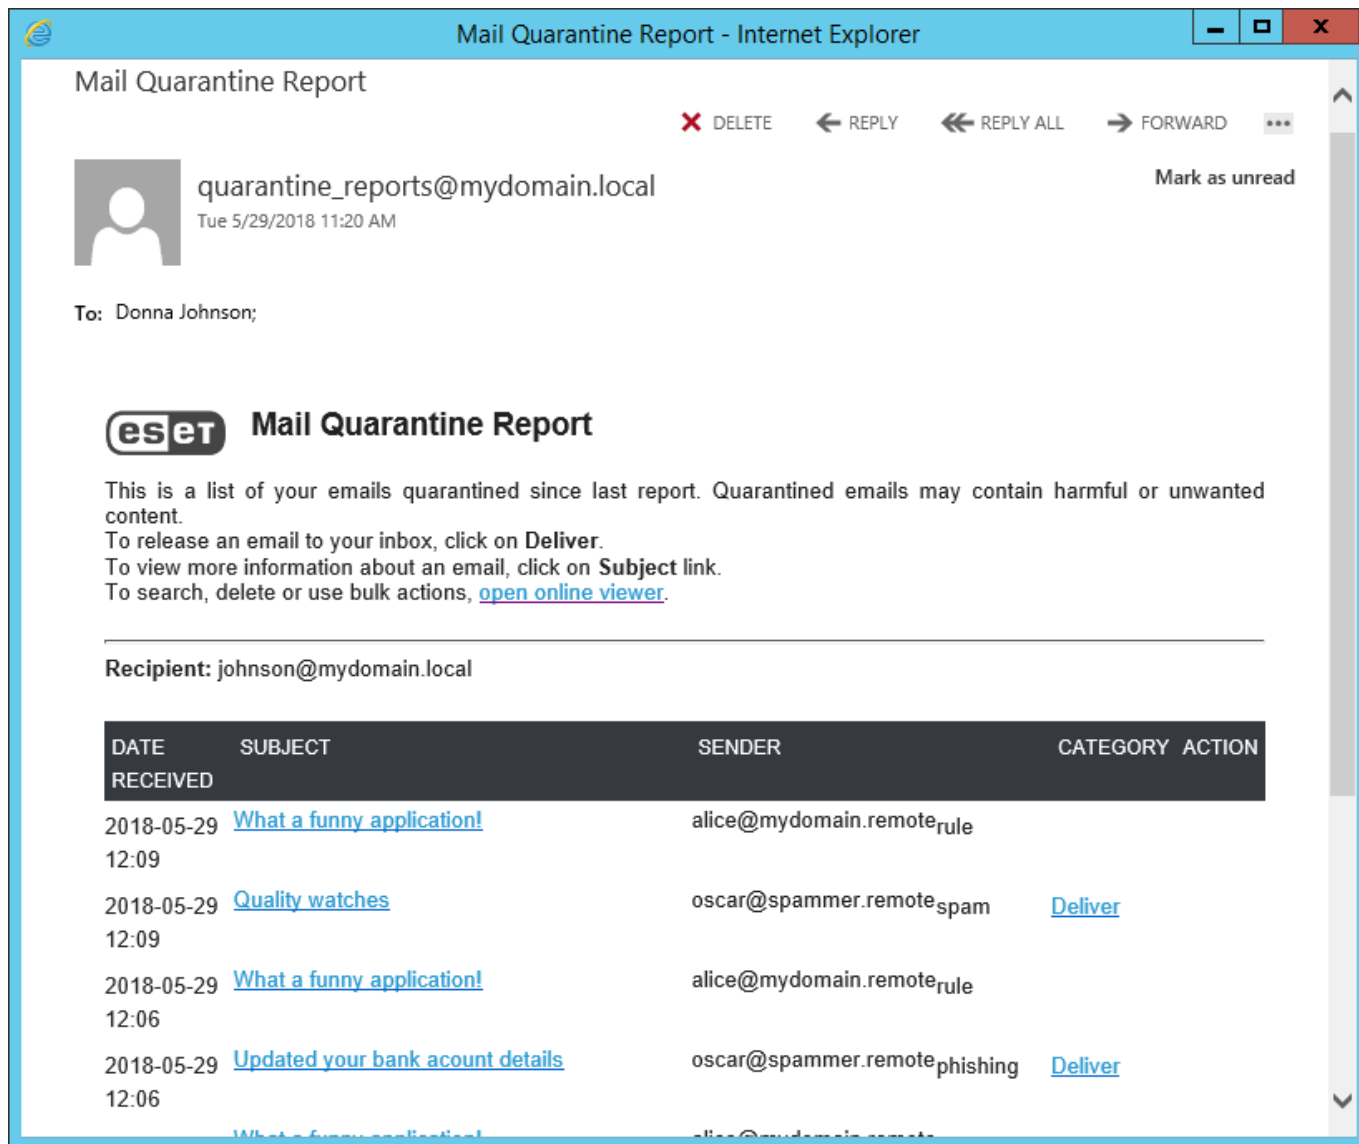 Mail Quarantine Report - Internet Explorer
Mail Quarantine Report
DELETE REPLY REPLY ALL FORWARD
quarantine_reports@mydomain.local
Mark as unread
Tue 5/29/2018 11:20 AM
To: Donna Johnson;
eset Mail Quarantine Report
This is a list of your emails quarantined since last report. Quarantined emails may contain harmful or unwanted
content.
To release an email to your inbox, click on Deliver.
To view more information about an email, click on Subject link.
To search, delete or use bulk actions, open online viewer.
Recipient: johnson@mydomain.local
DATE RECEIVED SUBJECT SENDER CATEGORY ACTION
2018-05-29 What a funny application! alice@mydomain.remote rule
12:09
2018-05-29 Quality watches oscar@spammer.remote spam Deliver
12:09
2018-05-29 What a funny application! alice@mydomain.remote rule
12:06
2018-05-29 Updated your bank acount details oscar@spammer.remote phishing Deliver
12:06
What a funny application! alice@mydomain.remote